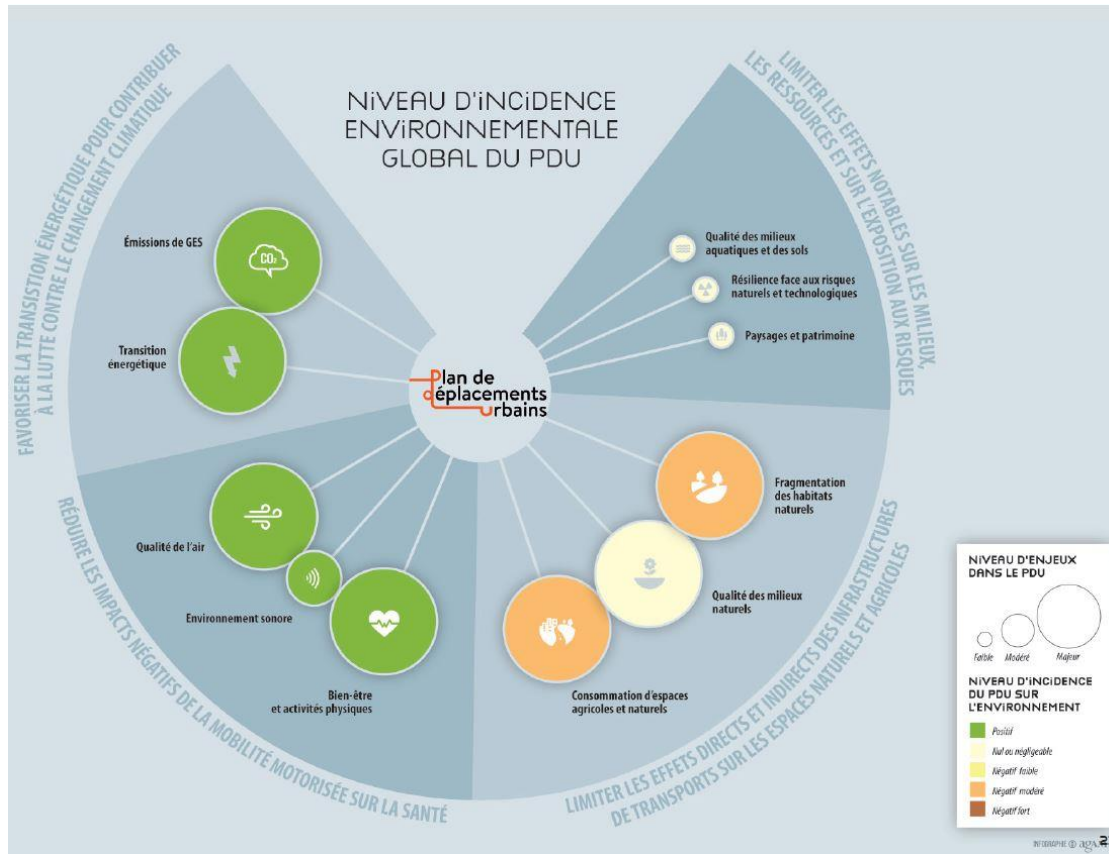 NIVEAU D'INCIDENCE
ENVIRONNEMENTALE
GLOBAL DU PDU
FAVORISER LA TRANSISTION ÉNERGÉTIQUE POUR CONTRIBUER
À LA LUTTE CONTRE LE CHANGEMENT CLIMATIQUE
Émissions de GES
CO₂
Transition
énergétique
LIMITER LES EFFETS NOTABLES SUR LES MILIEUX,
LES RESSOURCES ET SUR L'EXPOSITION AUX RISQUES
Qualité des milieux
aquatiques et des sols
Résilience face aux risques
naturels et technologiques
Paysages et patrimoine
Plan de
déplacements
urbains
RÉDUIRE LES IMPACTS NÉGATIFS DE LA MOBILITÉ MOTORISÉE SUR LA SANTÉ
Qualité de l'air
Environnement sonore
Bien-être
et activités physiques
LIMITER LES EFFETS DIRECTS ET INDIRECTS DES INFRASTRUCTURES
DE TRANSPORTS SUR LES ESPACES NATURELS ET AGRICOLES
Fragmentation
des habitats
naturels
Qualité des milieux
naturels
Consommation d'espaces
agricoles et naturels
NIVEAU D'ENJEUX
DANS LE PDU
Faible
Modéré
Majeur
NIVEAU D'INCIDENCE
DU PDU SUR
L'ENVIRONNEMENT
Positif
Nul ou négligeable
Négatif faible
Négatif modéré
Négatif fort
INFOGRAPHIE ©